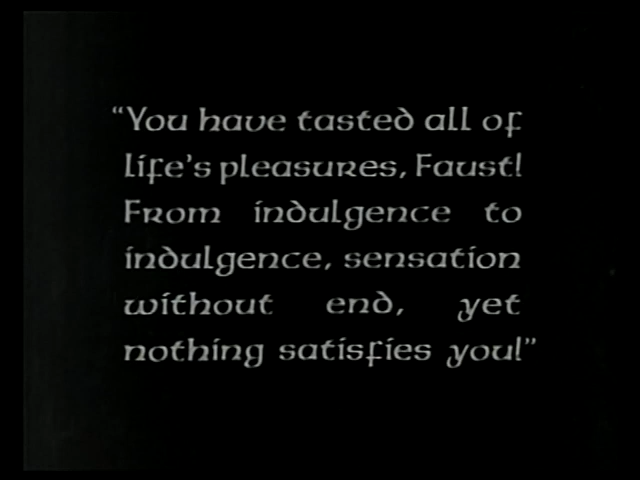 “You have tasted all of
life's pleasures, Faust!
From indulgence to
indulgence, sensation
without end, yet
nothing satisfies you!”